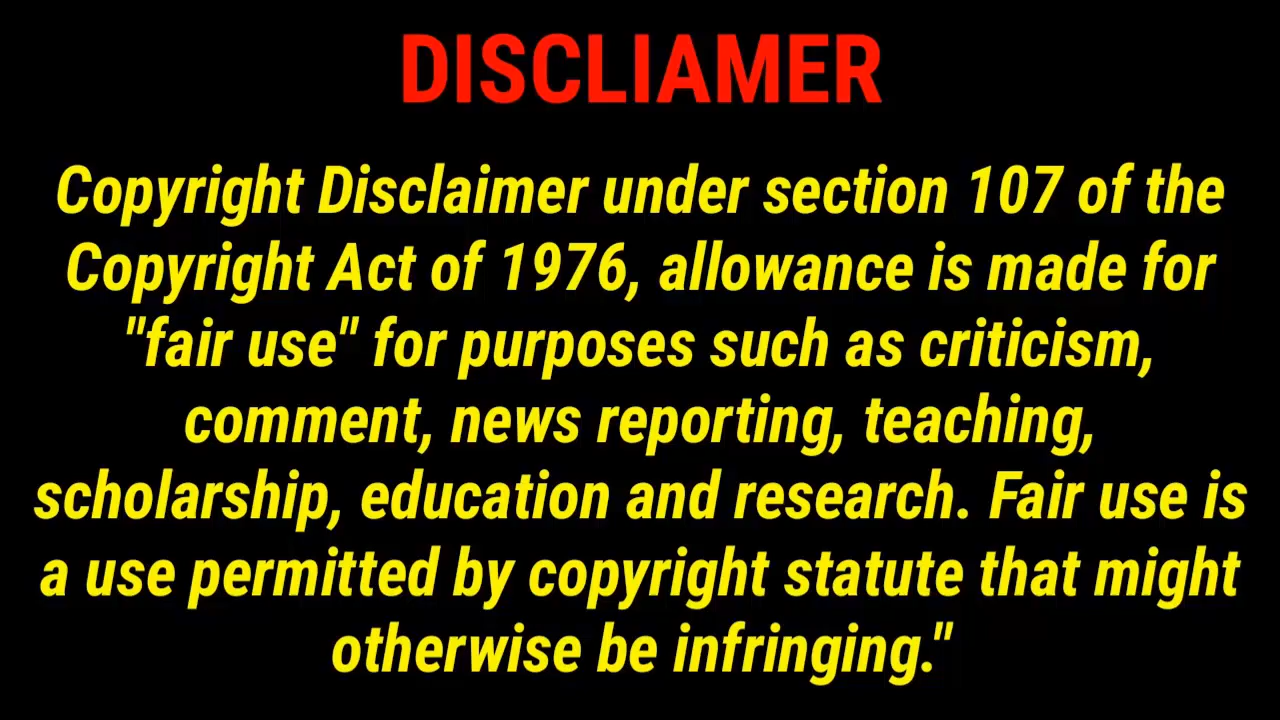 DISCLIAMER
Copyright Disclaimer under section 107 of the
Copyright Act of 1976, allowance is made for
"fair use" for purposes such as criticism,
comment, news reporting, teaching,
scholarship, education and research. Fair use is
a use permitted by copyright statute that might
otherwise be infringing."